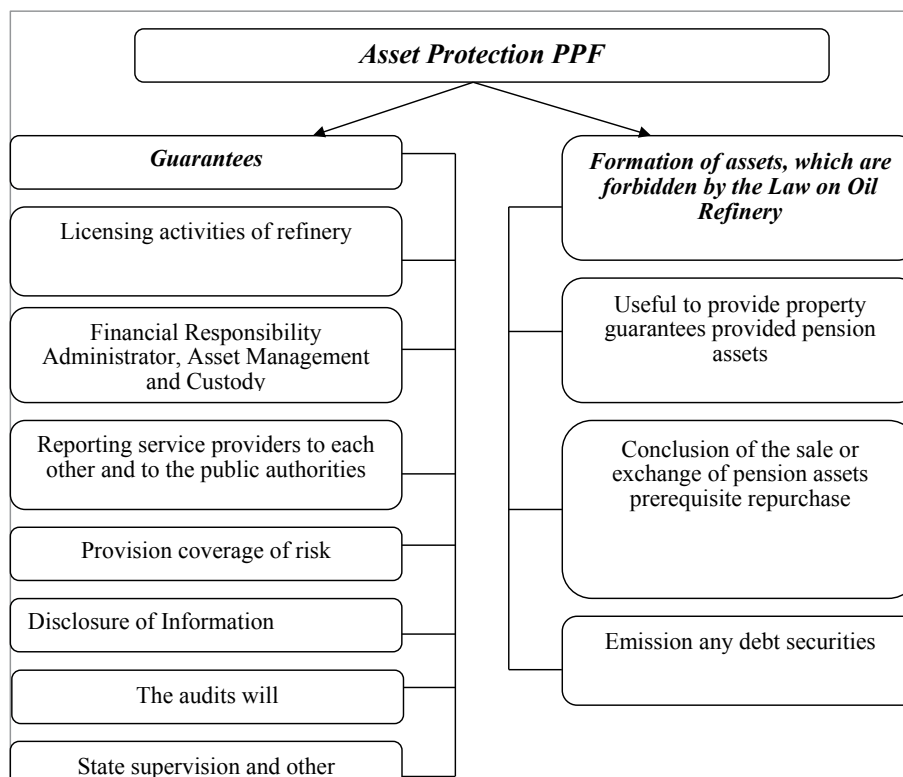 Asset Protection PPF
Guarantees
Licensing activities of refinery
Financial Responsibility
Administrator, Asset Management
and Custody
Reporting service providers to each
other and to the public authorities
Provision coverage of risk
Disclosure of Information
The audits will
State supervision and other
Formation of assets, which are
forbidden by the Law on Oil
Refinery
Useful to provide property
guarantees provided pension
assets
Conclusion of the sale or
exchange of pension assets
prerequisite repurchase
Emission any debt securities